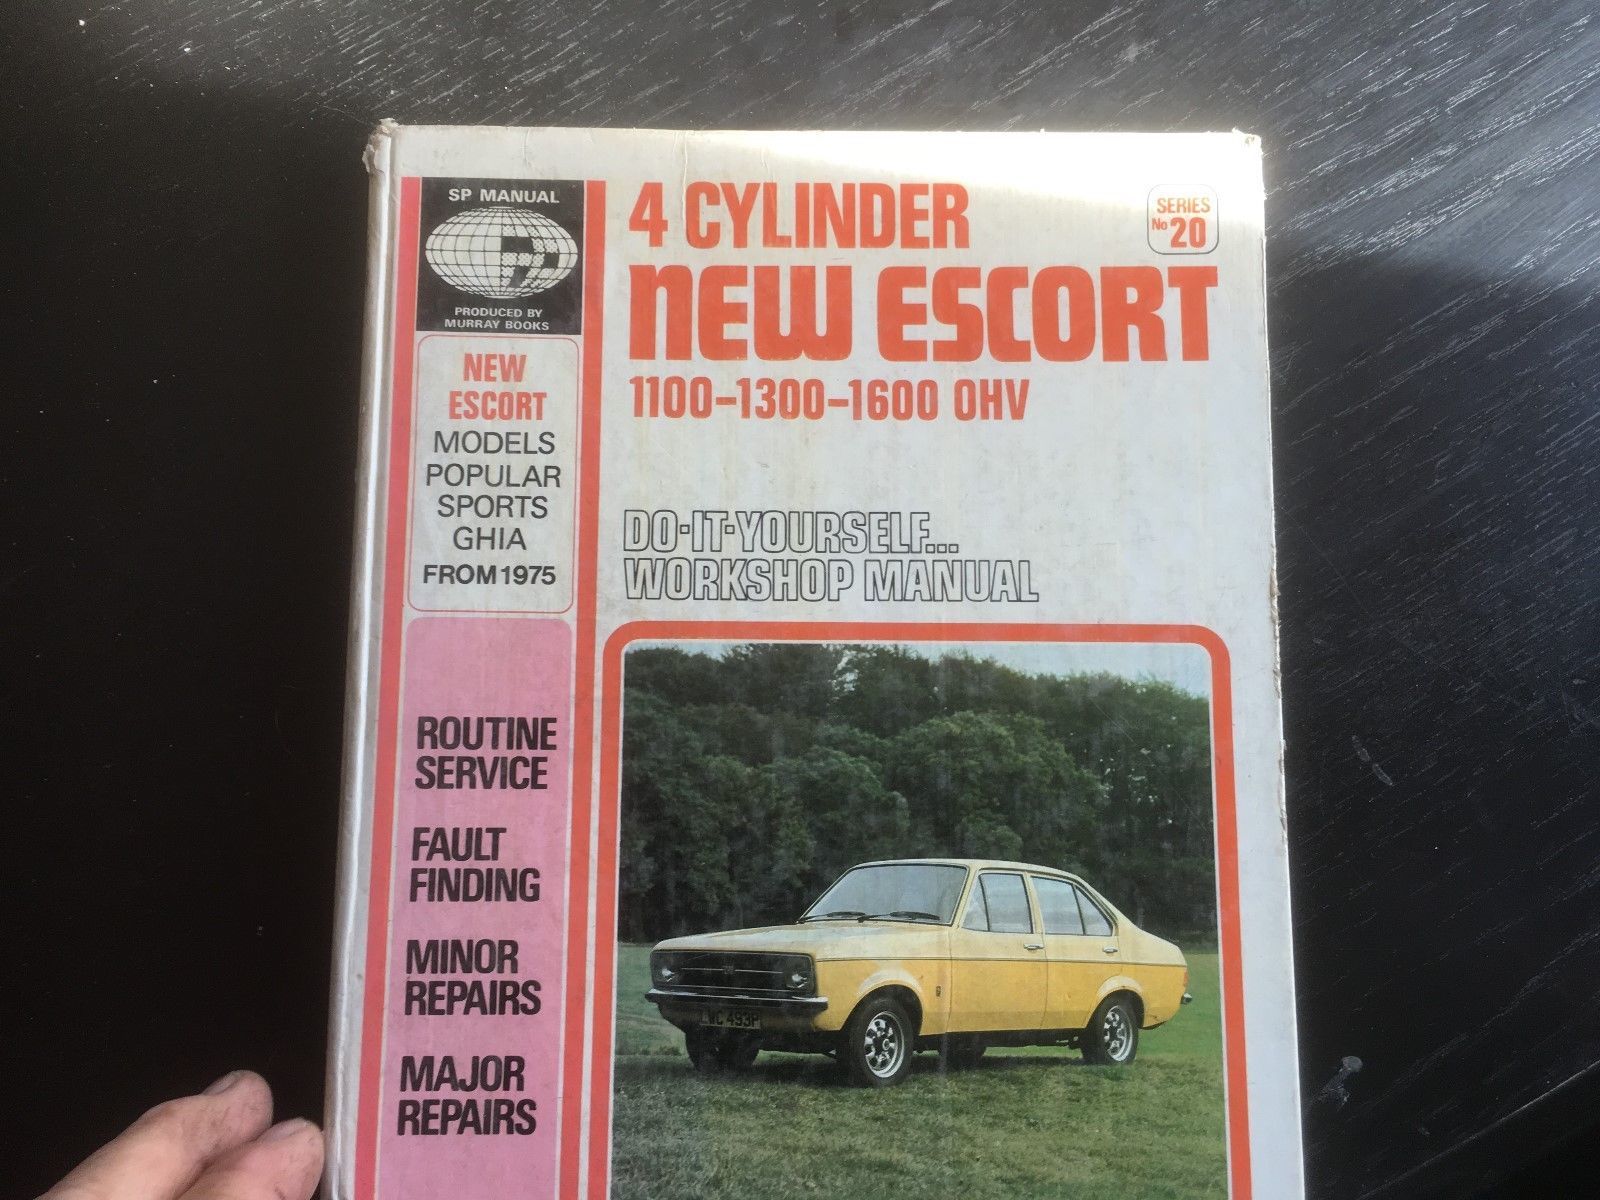 SP MANUAL
PRODUCED BY
MURRAY BOOKS
4 CYLINDER
NEW ESCORT
1100-1300-1600 OHV
SERIES
No 20
NEW
ESCORT
MODELS
POPULAR
SPORTS
GHIA
FROM 1975
DO-IT-YOURSELF...
WORKSHOP MANUAL
ROUTINE
SERVICE
FAULT
FINDING
MINOR
REPAIRS
MAJOR
REPAIRS